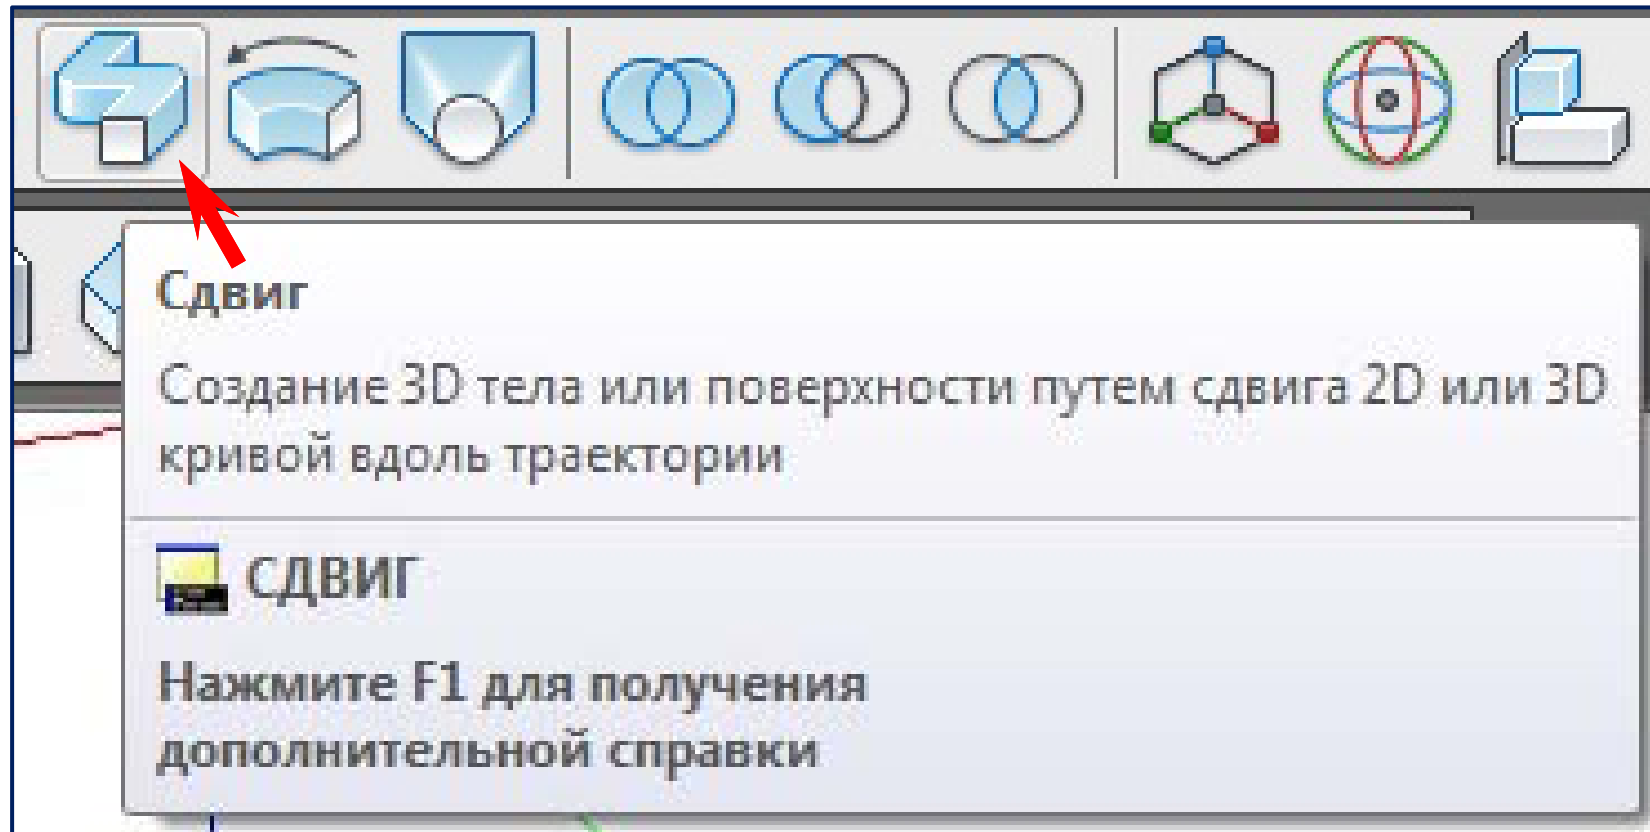 Сдвиг
Создание 3D тела или поверхности путем сдвига 2D или 3D
кривой вдоль траектории
СДВИГ
Нажмите F1 для получения
дополнительной справки